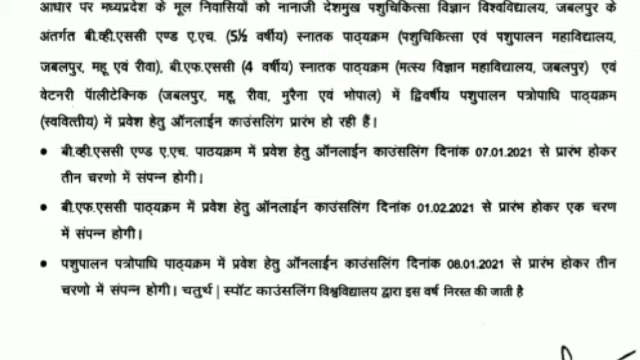 आधार पर मध्यप्रदेश के मूल निवासियों को नानाजी देशमुख पशुचिकित्सा विज्ञान विश्वविद्यालय, जबलपुर के
अंतर्गत बी.व्ही.एससी एण्ड ए.एच. (5½ वर्षीय) स्नातक पाठ्यक्रम (पशुचिकित्सा एवं पशुपालन महाविद्यालय,
जबलपुर, महू एवं रीवा), बी.एफ.एससी (4 वर्षीय) स्नातक पाठ्यक्रम (मत्स्य विज्ञान महाविद्यालय, जबलपुर) एवं
वेटनरी पॅालीटेक्निक (जबलपुर, महू, रीवा, मुरैना एवं भोपाल) में द्विवर्षीय पशुपालन पत्रोपाधि पाठ्यक्रम
(स्ववित्तीय) में प्रवेश हेतु ऑनलाईन काउंसलिंग प्रारंभ हो रही हैं।
• बी.व्ही.एससी एण्ड ए.एच. पाठयक्रम में प्रवेश हेतु ऑनलाईन काउंसलिंग दिनांक 07.01.2021 से प्रारंभ होकर
तीन चरणो में संपन्न होगी।
• बी.एफ.एससी पाठ्यक्रम में प्रवेश हेतु ऑनलाईन काउंसलिंग दिनांक 01.02.2021 से प्रारंभ होकर एक चरण
में संपन्न होगी।
• पशुपालन पत्रोपाधि पाठ्यक्रम में प्रवेश हेतु ऑनलाईन काउंसलिंग दिनांक 08.01.2021 से प्रारंभ होकर तीन
चरणो में संपन्न होगी। चतुर्थ | स्पॉट काउंसलिंग विश्वविद्यालय द्वारा इस वर्ष निरस्त की जाती है